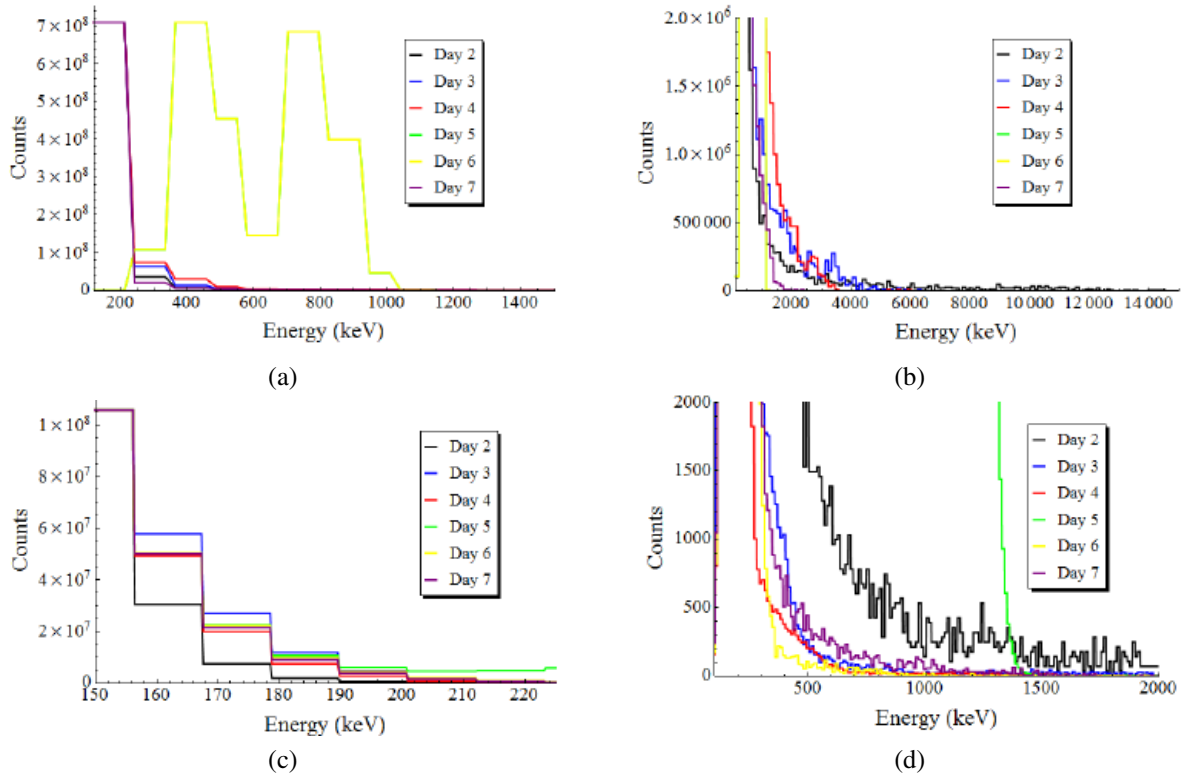 7×10⁸
6×10⁸
5×10⁸
4×10⁸
3×10⁸
2×10⁸
1×10⁸
0
Counts
Day 2
Day 3
Day 4
Day 5
Day 6
Day 7
200 400 600 800 1000 1200 1400
Energy (keV)
(a)
2.0×10⁶
1.5×10⁶
1.0×10⁶
500 000
0
Counts
Day 2
Day 3
Day 4
Day 5
Day 6
Day 7
2000 4000 6000 8000 10 000 12 000 14 000
Energy (keV)
(b)
1×10⁸
8×10⁷
6×10⁷
4×10⁷
2×10⁷
0
Counts
Day 2
Day 3
Day 4
Day 5
Day 6
Day 7
150 160 170 180 190 200 210 220
Energy (keV)
(c)
2000
1500
1000
500
0
Counts
Day 2
Day 3
Day 4
Day 5
Day 6
Day 7
500 1000 1500 2000
Energy (keV)
(d)